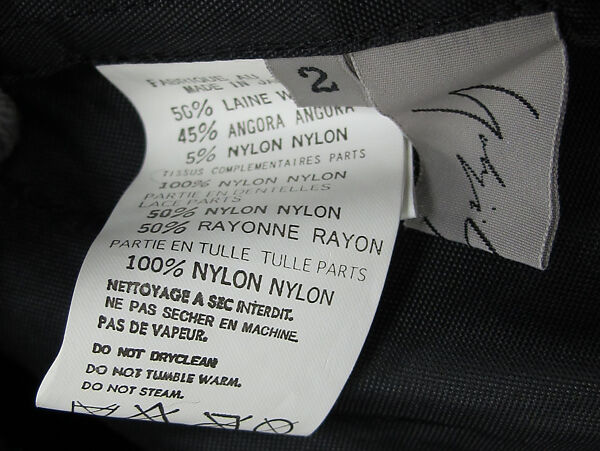 FABRIQUE AU
MADE IN
2
50% LAINE
45% ANGORA ANGORA
5% NYLON NYLON
TISSUS COMPLEMENTAIRES PARTS
100% NYLON NYLON
PARTIE EN DENTELLES
LACE PARTS
50% NYLON NYLON
50% RAYONNE RAYON
PARTIE EN TULLE TULLE PARTS
100% NYLON NYLON
NETTOYAGE A SEC INTERDIT.
NE PAS SECHER EN MACHINE.
PAS DE VAPEUR.
DO NOT DRYCLEAN
DO NOT TUMBLE WARM.
DO NOT STEAM.